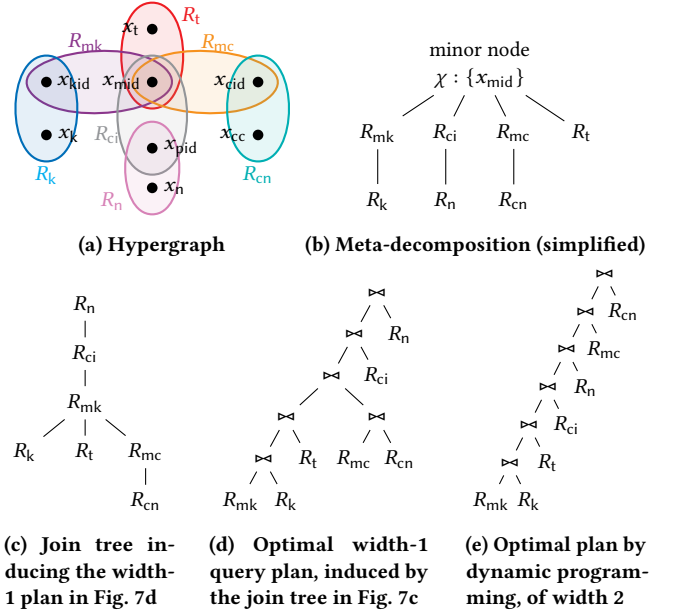 x_t R_t
R_mk R_mc
x_kid x_mid x_cid
x_k R_ci x_pid x_cc
R_k R_n x_n R_cn
(a) Hypergraph
minor node
χ : {x_mid}
R_mk R_ci R_mc R_t
R_k R_n R_cn
(b) Meta-decomposition (simplified)
R_n
R_ci
R_mk
R_k R_t R_mc
R_cn
(c) Join tree in-
ducing the width-
1 plan in Fig. 7d
⋈
⋈ R_n
⋈ R_ci
⋈ ⋈
⋈ R_t R_mc R_cn
R_mk R_k
(d) Optimal width-1
query plan, induced by
the join tree in Fig. 7c
⋈
⋈ R_cn
⋈ R_mc
⋈ R_n
⋈ R_ci
⋈ R_t
R_mk R_k
(e) Optimal plan by
dynamic program-
ming, of width 2